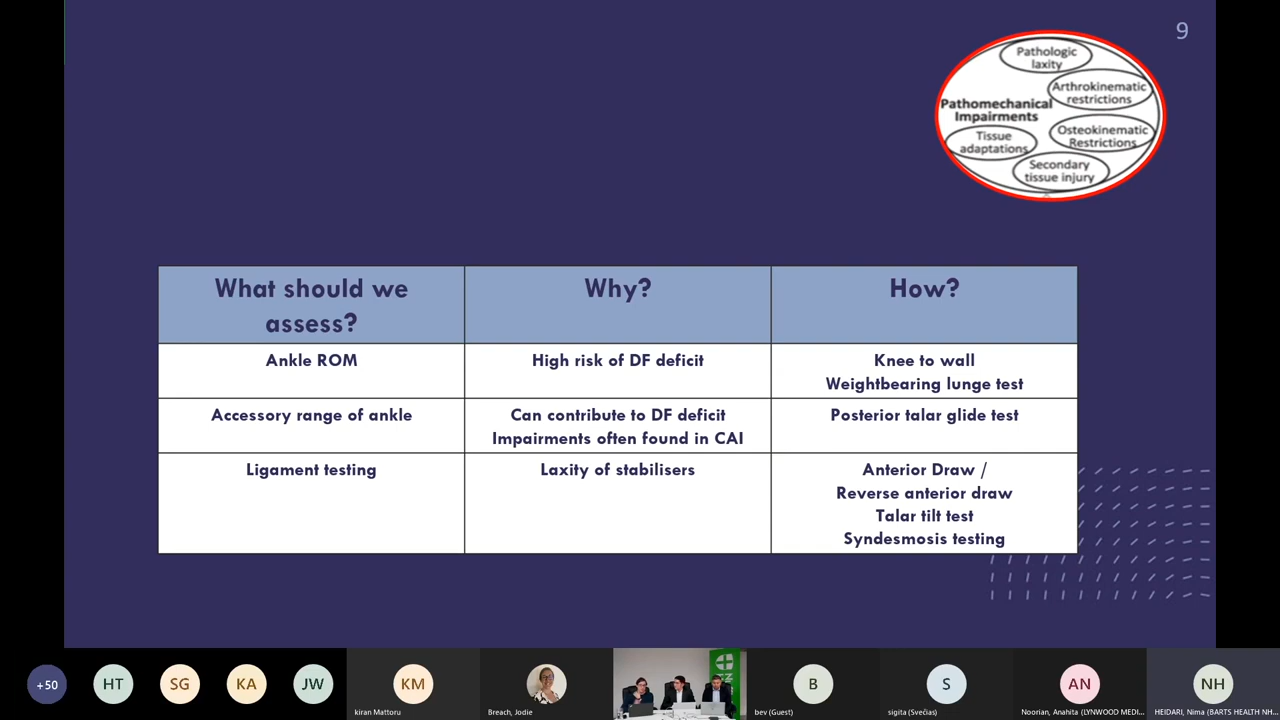 9
Pathologic
laxity
Arthrokinematic
restrictions
Pathomechanical
Impairments
Tissue
adaptations
Osteokinematic
Restrictions
Secondary
tissue injury
What should we
assess?
Why?
How?
Ankle ROM
High risk of DF deficit
Knee to wall
Weightbearing lunge test
Accessory range of ankle
Can contribute to DF deficit
Impairments often found in CAI
Posterior talar glide test
Ligament testing
Laxity of stabilisers
Anterior Draw /
Reverse anterior draw
Talar tilt test
Syndesmosis testing
+50
HT
SG
KA
JW
KM
kiran Mattoru
Breach, Jodie
B
bev (Guest)
S
sigita (Svečias)
AN
Noorian, Anahita (LYNWOOD MEDI...
NH
HEIDARI, Nima (BARTS HEALTH NH...